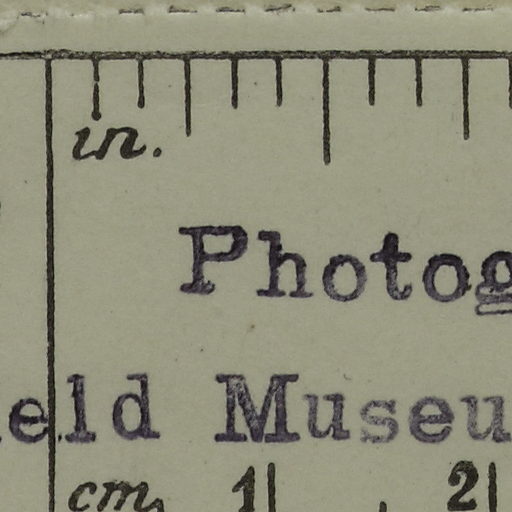 in.
Photog
eld Museu
cm. 1 2